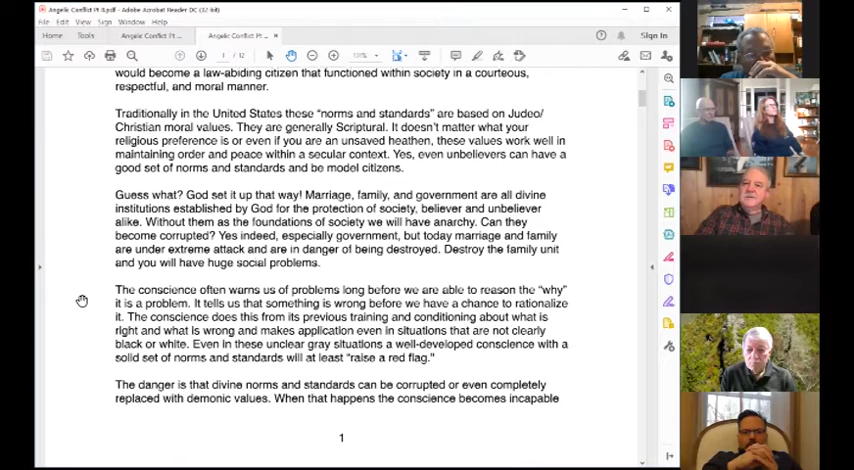 Angelic Conflict Pt 8.pdf - Adobe Acrobat Reader DC (32-bit)
File Edit View Sign Window Help
Home Tools Angelic Conflict Pt ... Angelic Conflict Pt ... × Sign In
1 / 12
would become a law-abiding citizen that functioned within society in a courteous,
respectful, and moral manner.
Traditionally in the United States these “norms and standards” are based on Judeo/
Christian moral values. They are generally Scriptural. It doesn’t matter what your
religious preference is or even if you are an unsaved heathen, these values work well in
maintaining order and peace within a secular context. Yes, even unbelievers can have a
good set of norms and standards and be model citizens.
Guess what? God set it up that way! Marriage, family, and government are all divine
institutions established by God for the protection of society, believer and unbeliever
alike. Without them as the foundations of society we will have anarchy. Can they
become corrupted? Yes indeed, especially government, but today marriage and family
are under extreme attack and are in danger of being destroyed. Destroy the family unit
and you will have huge social problems.
The conscience often warns us of problems long before we are able to reason the “why”
it is a problem. It tells us that something is wrong before we have a chance to rationalize
it. The conscience does this from its previous training and conditioning about what is
right and what is wrong and makes application even in situations that are not clearly
black or white. Even in these unclear gray situations a well-developed conscience with a
solid set of norms and standards will at least “raise a red flag.”
The danger is that divine norms and standards can be corrupted or even completely
replaced with demonic values. When that happens the conscience becomes incapable
1